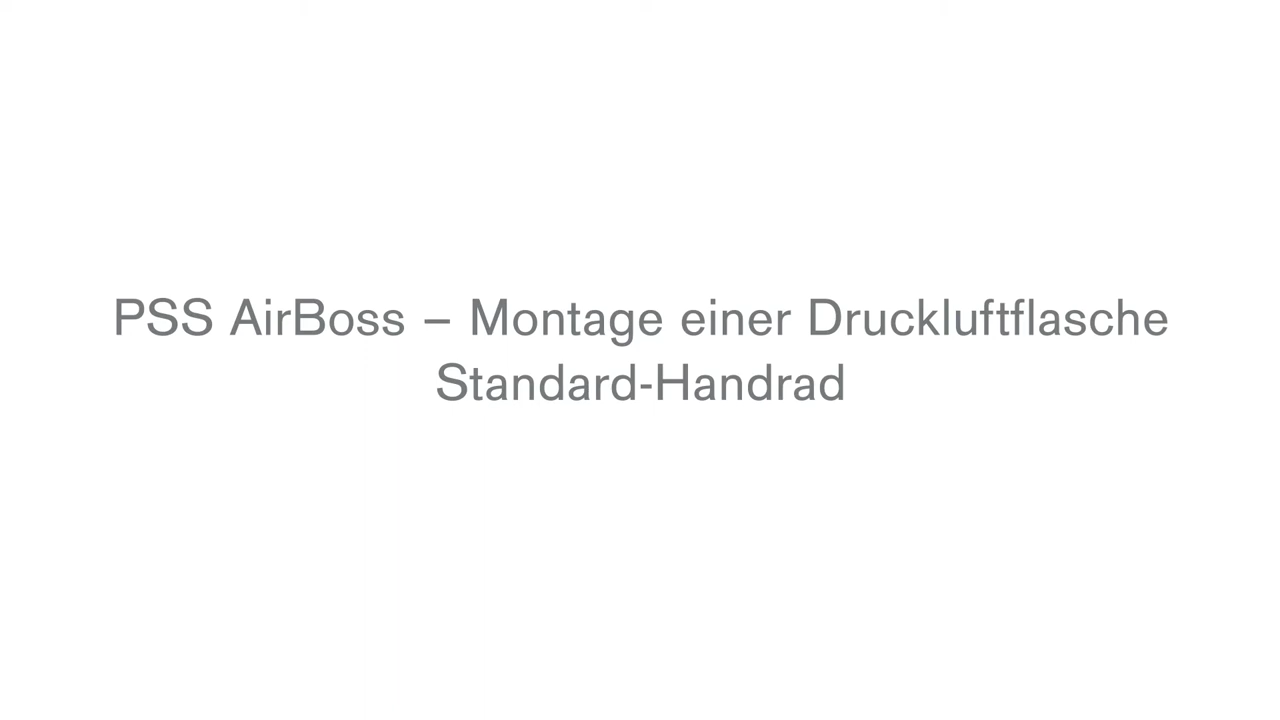 PSS AirBoss – Montage einer Druckluftflasche
Standard-Handrad